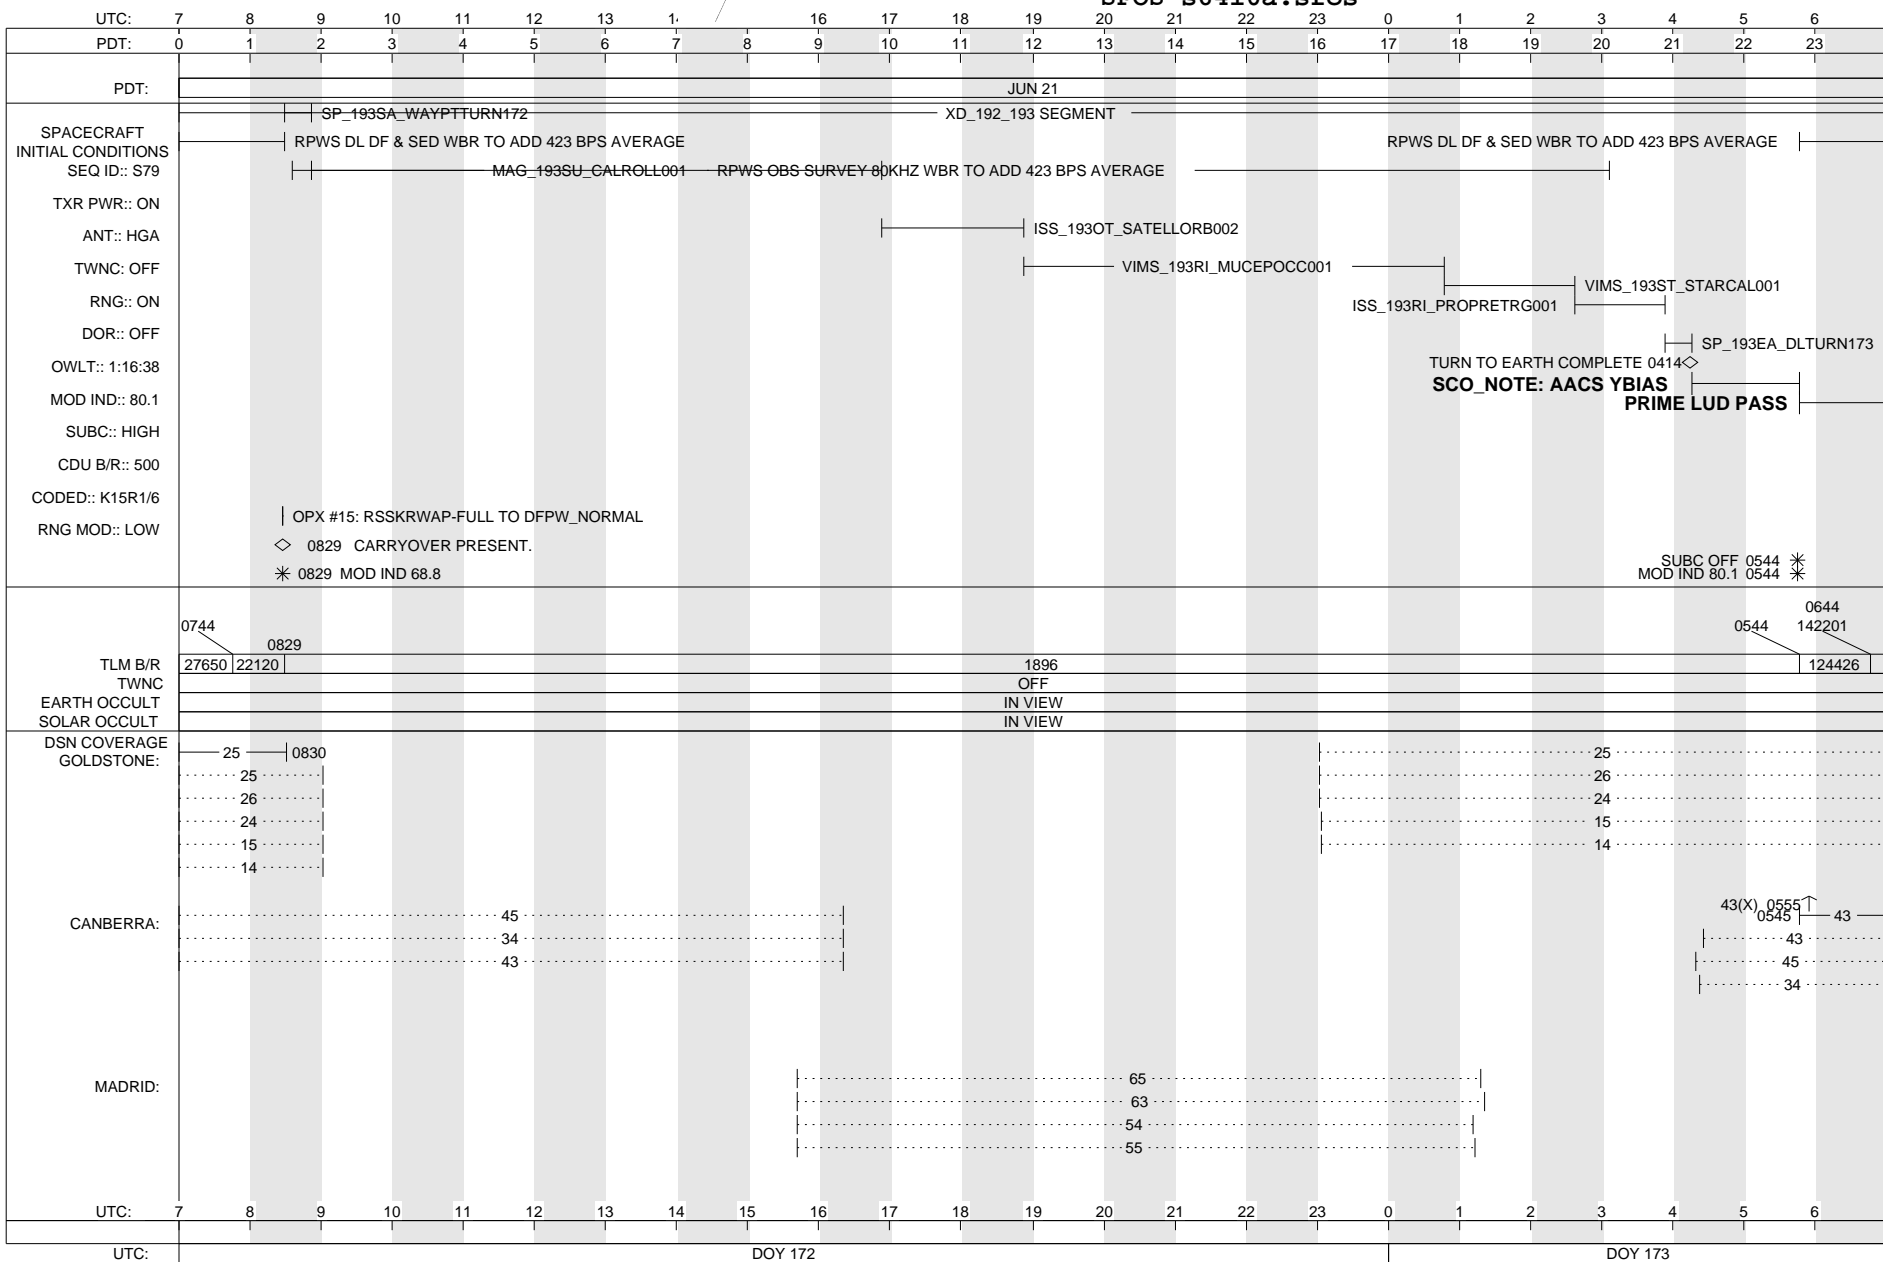 UTC: 7 8 9 10 11 12 13 16 17 18 19 20 21 22 23 0 1 2 3 4 5 6
PDT: 0 1 2 3 4 5 6 7 8 9 10 11 12 13 14 15 16 17 18 19 20 21 22 23
PDT: JUN 21
SP_193SA_WAYPTTURN172 XD_192_193 SEGMENT
SPACECRAFT
INITIAL CONDITIONS
RPWS DL DF & SED WBR TO ADD 423 BPS AVERAGE RPWS DL DF & SED WBR TO ADD 423 BPS AVERAGE
SEQ ID:: S79 MAG_193SU_CALROLL001 RPWS OBS SURVEY 80KHZ WBR TO ADD 423 BPS AVERAGE
TXR PWR:: ON
ANT:: HGA ISS_193OT_SATELLORB002
TWNC: OFF VIMS_193RI_MUCEPOCC001
VIMS_193ST_STARCAL001
RNG:: ON ISS_193RI_PROPRETRG001
DOR:: OFF SP_193EA_DLTURN173
OWLT:: 1:16:38 TURN TO EARTH COMPLETE 0414
SCO_NOTE: AACS YBIAS
MOD IND:: 80.1 PRIME LUD PASS
SUBC:: HIGH
CDU B/R:: 500
CODED:: K15R1/6
OPX #15: RSSKRWAP-FULL TO DFPW_NORMAL
RNG MOD:: LOW
0829 CARRYOVER PRESENT.
SUBC OFF 0544
0829 MOD IND 68.8 MOD IND 80.1 0544
0644
0744 0544 142201
0829
TLM B/R 27650 22120 1896 124426
TWNC OFF
EARTH OCCULT IN VIEW
SOLAR OCCULT IN VIEW
DSN COVERAGE
GOLDSTONE: 25 0830 25
25 26
26 24
24 15
15 14
14
43(X) 0555
CANBERRA: 45 0545 43
34 43
43 45
34
MADRID: 65
63
54
55
UTC: 7 8 9 10 11 12 13 14 15 16 17 18 19 20 21 22 23 0 1 2 3 4 5 6
UTC: DOY 172 DOY 173